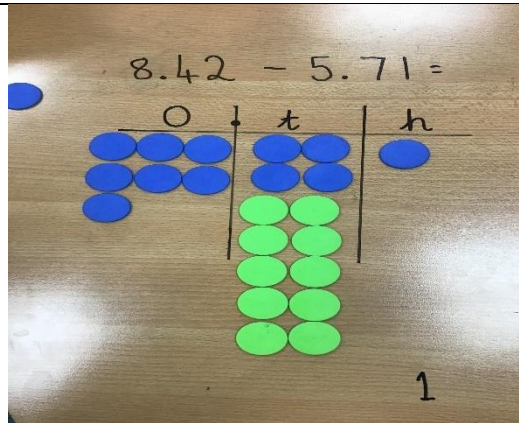 8.42 - 5.71 =
O . t h
1